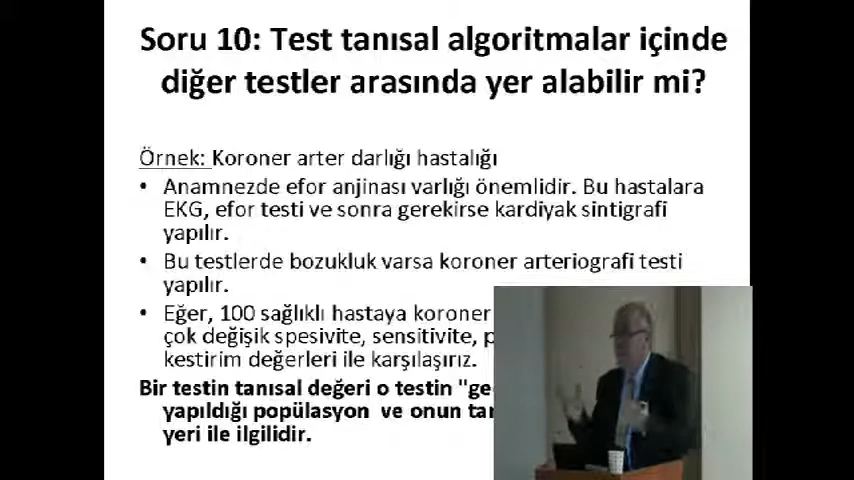 Soru 10: Test tanısal algoritmalar içinde
diğer testler arasında yer alabilir mi?
Örnek: Koroner arter darlığı hastalığı
• Anamnezde efor anjinası varlığı önemlidir. Bu hastalara
EKG, efor testi ve sonra gerekirse kardiyak sintigrafi
yapılır.
• Bu testlerde bozukluk varsa koroner arteriografi testi
yapılır.
• Eğer, 100 sağlıklı hastaya koroner
çok değişik spesivite, sensitivite,
kestirim değerleri ile karşılaşırız.
Bir testin tanısal değeri o testin
yapıldığı popülasyon ve onun
yeri ile ilgilidir.